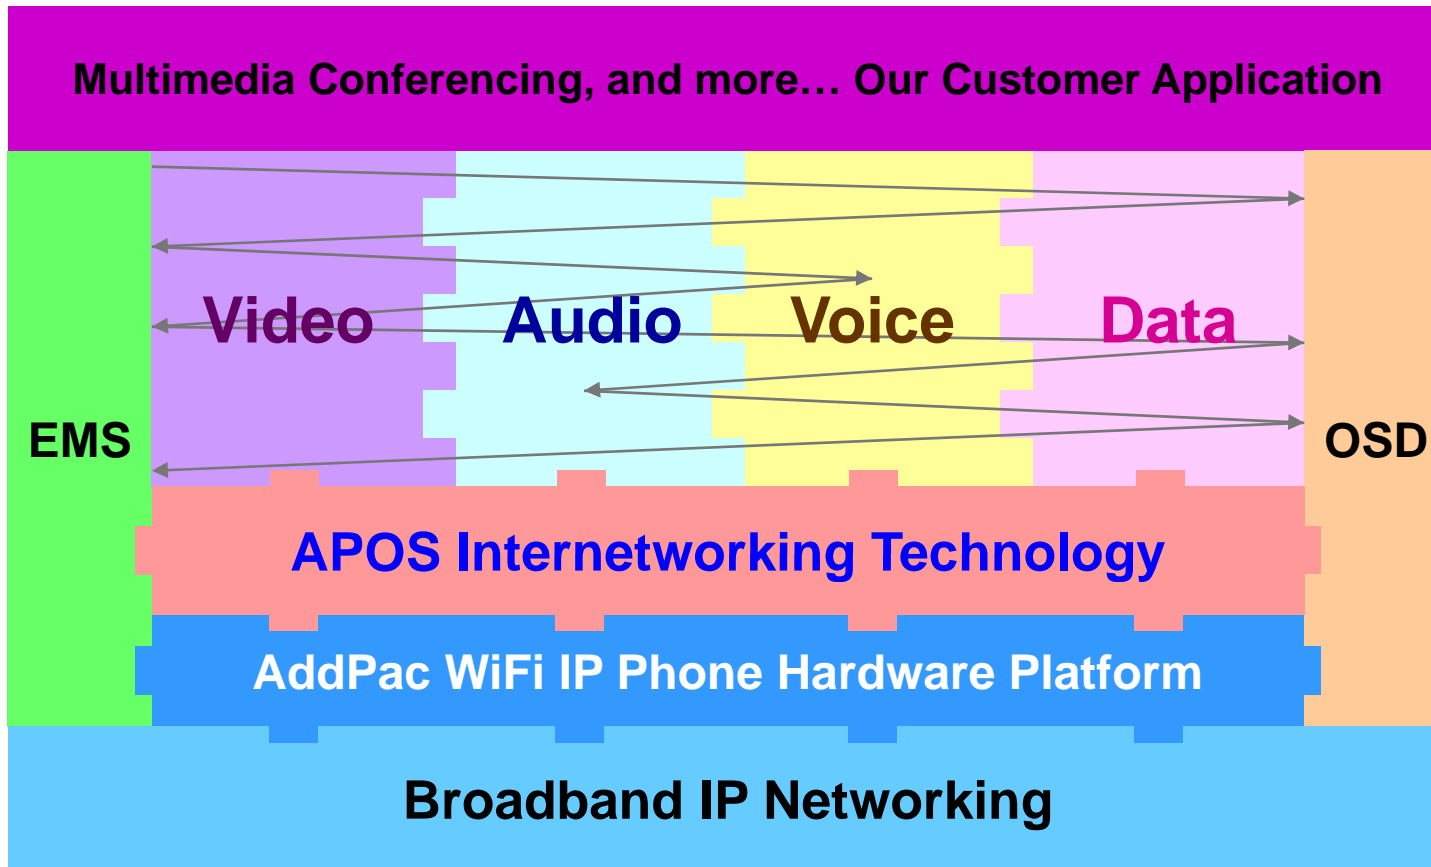 Multimedia Conferencing, and more… Our Customer Application
Video
Audio
Voice
Data
EMS
OSD
APOS Internetworking Technology
AddPac WiFi IP Phone Hardware Platform
Broadband IP Networking